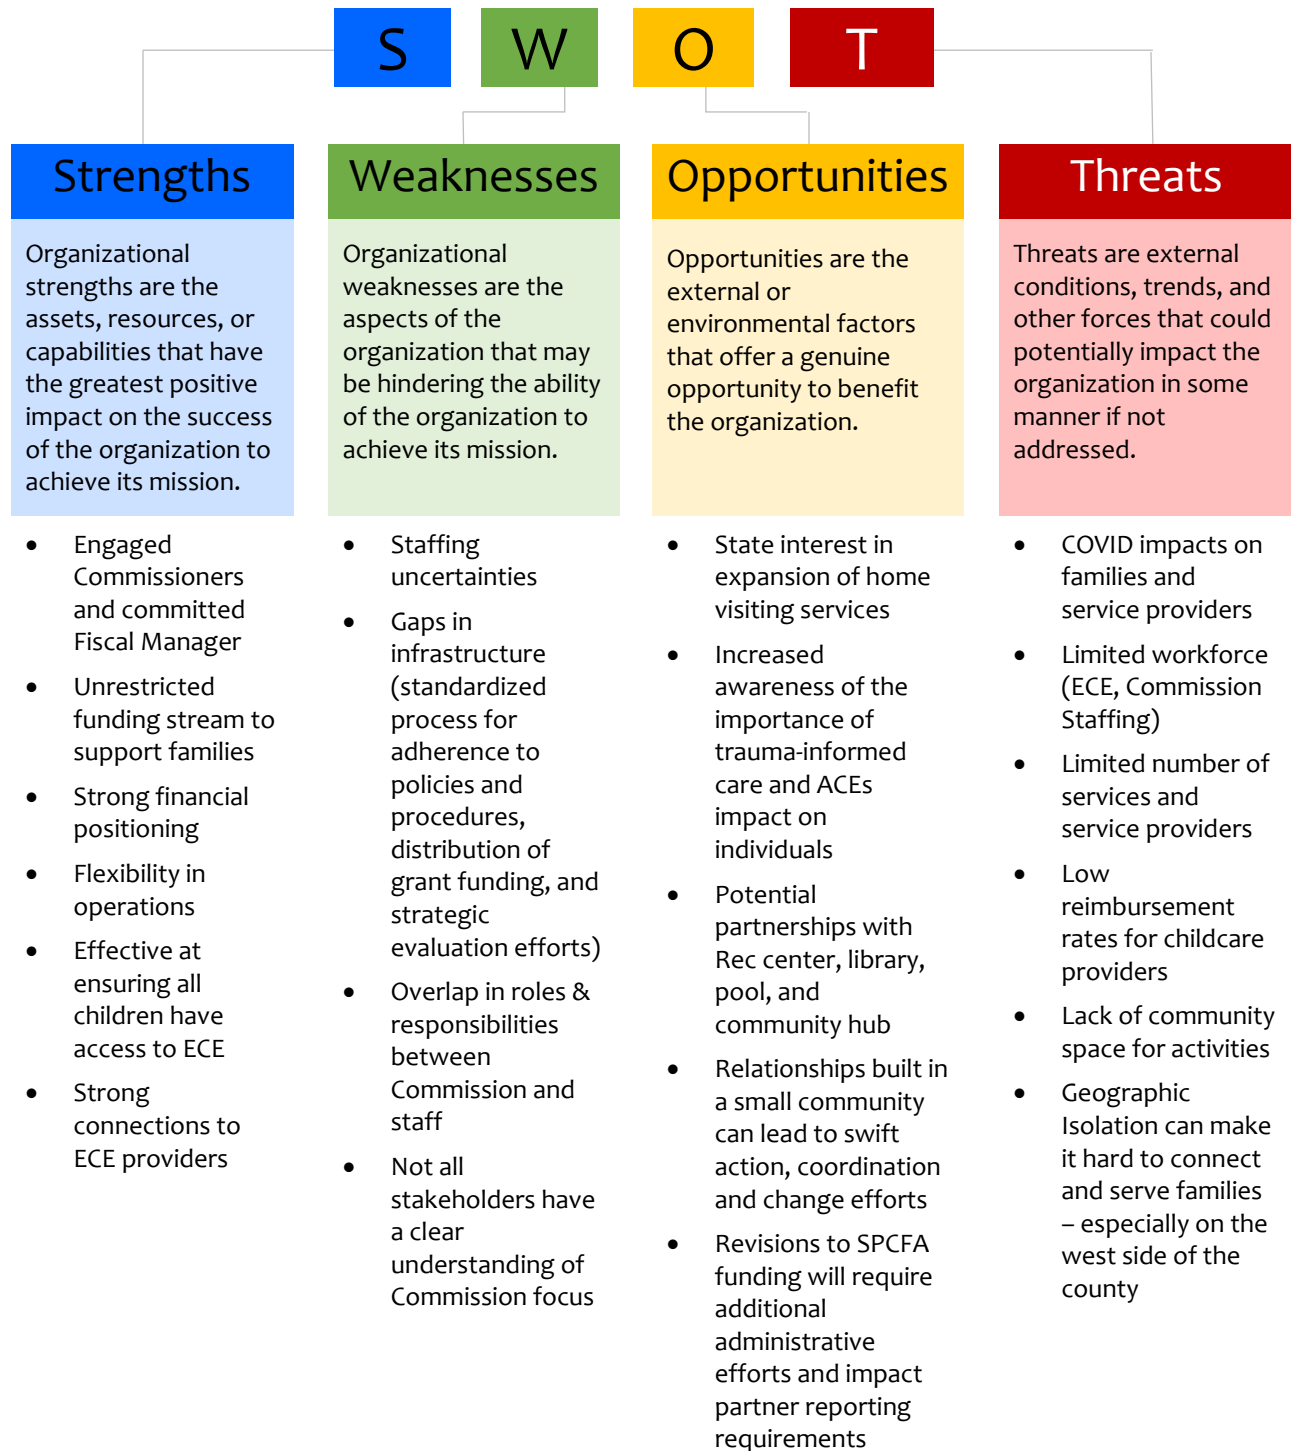 S
W
O
T
Strengths
Organizational
strengths are the
assets, resources, or
capabilities that have
the greatest positive
impact on the success
of the organization to
achieve its mission.
• Engaged
Commissioners
and committed
Fiscal Manager
• Unrestricted
funding stream to
support families
• Strong financial
positioning
• Flexibility in
operations
• Effective at
ensuring all
children have
access to ECE
• Strong
connections to
ECE providers
Weaknesses
Organizational
weaknesses are the
aspects of the
organization that may
be hindering the ability
of the organization to
achieve its mission.
• Staffing
uncertainties
• Gaps in
infrastructure
(standardized
process for
adherence to
policies and
procedures,
distribution of
grant funding, and
strategic
evaluation efforts)
• Overlap in roles &
responsibilities
between
Commission and
staff
• Not all
stakeholders have
a clear
understanding of
Commission focus
Opportunities
Opportunities are the
external or
environmental factors
that offer a genuine
opportunity to benefit
the organization.
• State interest in
expansion of home
visiting services
• Increased
awareness of the
importance of
trauma-informed
care and ACEs
impact on
individuals
• Potential
partnerships with
Rec center, library,
pool, and
community hub
• Relationships built in
a small community
can lead to swift
action, coordination
and change efforts
• Revisions to SPCFA
funding will require
additional
administrative
efforts and impact
partner reporting
requirements
Threats
Threats are external
conditions, trends, and
other forces that could
potentially impact the
organization in some
manner if not
addressed.
• COVID impacts on
families and
service providers
• Limited workforce
(ECE, Commission
Staffing)
• Limited number of
services and
service providers
• Low
reimbursement
rates for childcare
providers
• Lack of community
space for activities
• Geographic
Isolation can make
it hard to connect
and serve families
– especially on the
west side of the
county